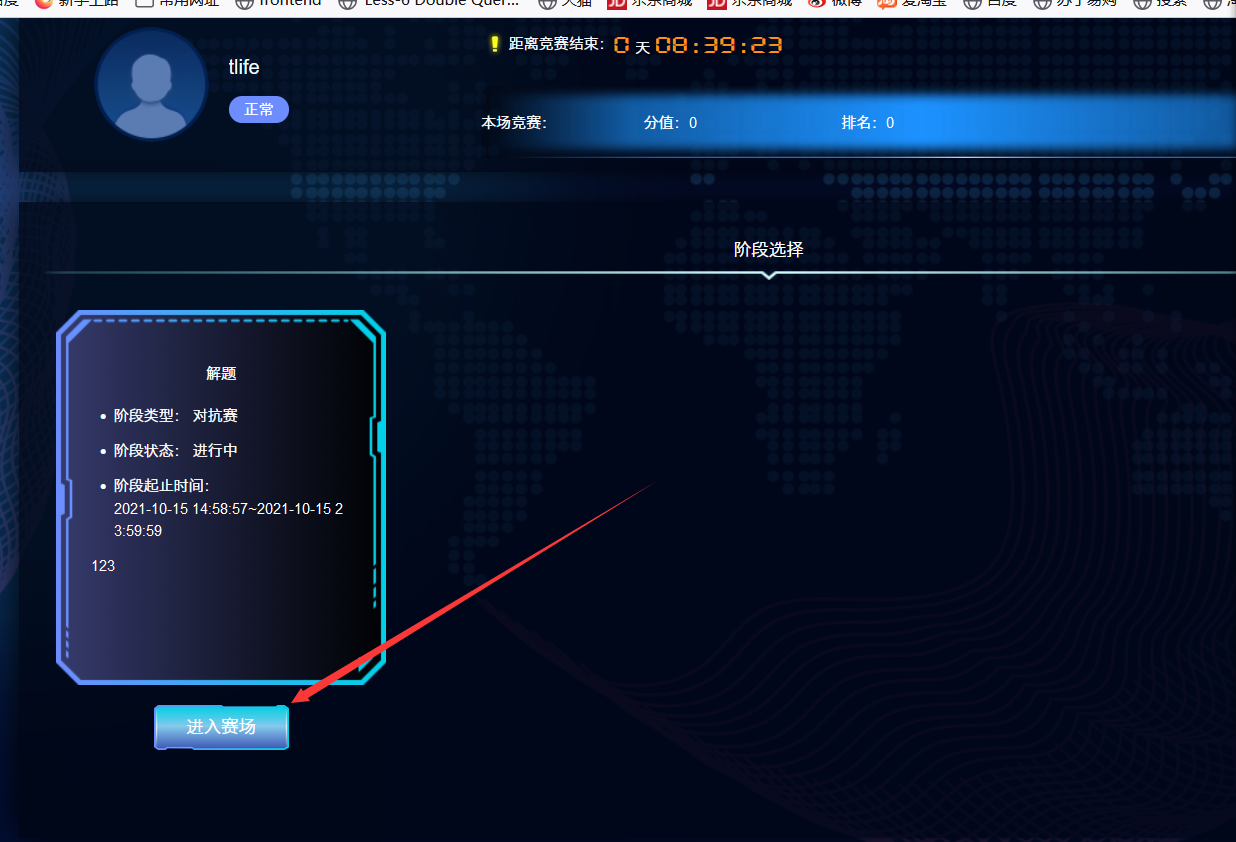 新手上路 常用网址 frontend Less-6 Double Quer... 天猫 JD 京东商城 JD 京东商城 微博 爱淘宝 百度 苏宁易购 搜索
tlife
正常
距离竞赛结束: 0 天 08:39:23
本场竞赛: 分值: 0 排名: 0
阶段选择
解题
阶段类型: 对抗赛
阶段状态: 进行中
阶段起止时间:
2021-10-15 14:58:57~2021-10-15 2
3:59:59
123
进入赛场